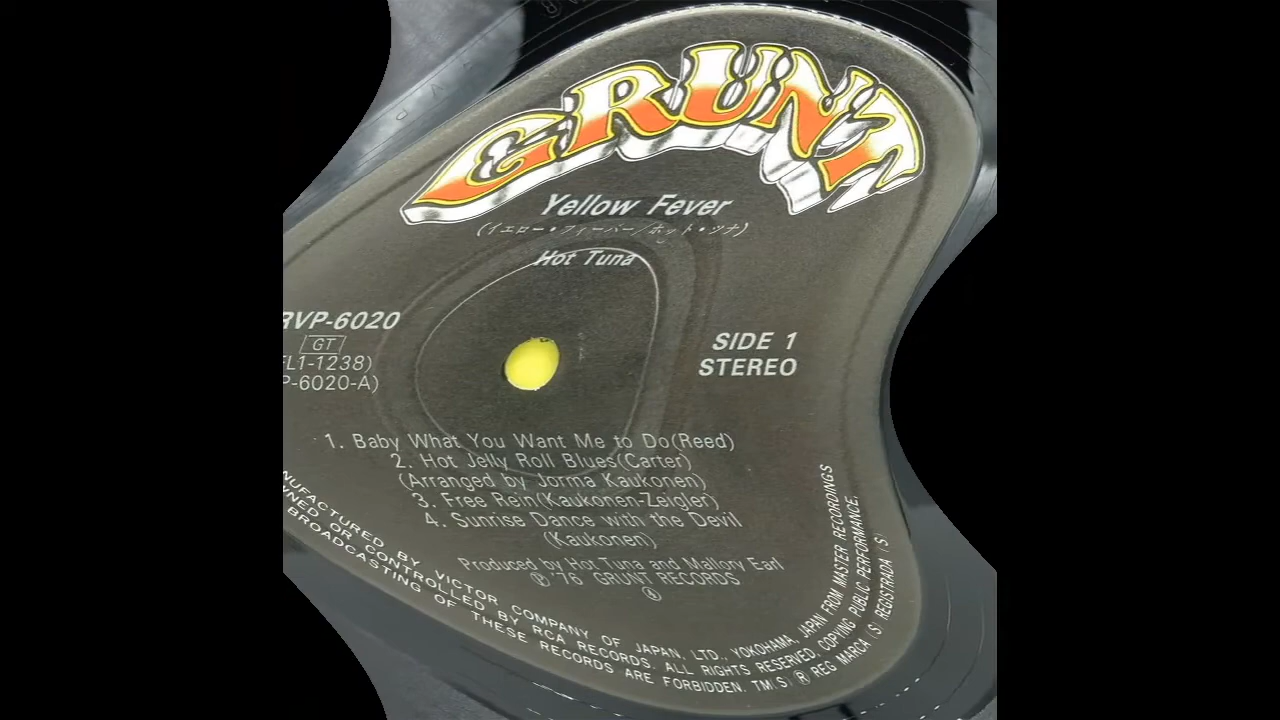 GRUNT
Yellow Fever
(イエロー・フィーバー/ホット・ツナ)
Hot Tuna
RVP-6020
GT
FL1-1238)
P-6020-A)
SIDE 1
STEREO
1. Baby What You Want Me to Do(Reed)
2. Hot Jelly Roll Blues(Carter)
(Arranged by Jorma Kaukonen)
3. Free Rein(Kaukonen-Zeigler)
4. Sunrise Dance with the Devil
(Kaukonen)
Produced by Hot Tuna and Mallory Earl
Ⓟ '76 GRUNT RECORDS
Ⓐ
NUFACTURED BY VICTOR COMPANY OF JAPAN, LTD., YOKOHAMA, JAPAN FROM MASTER RECORDINGS
WNED OR CONTROLLED BY RCA RECORDS. ALL RIGHTS RESERVED. COPYING PUBLIC PERFORMANCE,
BROADCASTING OF THESE RECORDS ARE FORBIDDEN. TM(S) ® REG MARCA (S) REGISTRADA (S)